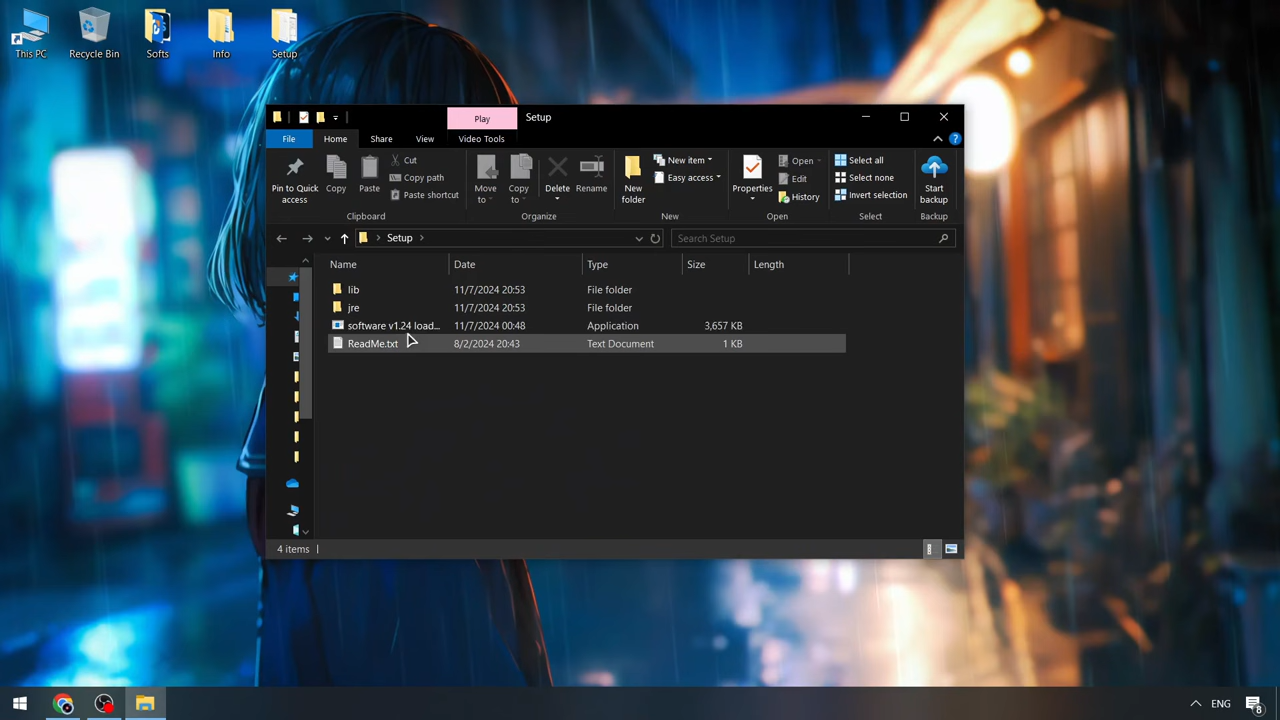 This PC
Recycle Bin
Softs
Info
Setup
Play
Setup
File
Home
Share
View
Video Tools
Pin to Quick access
Copy
Paste
Cut
Copy path
Paste shortcut
Clipboard
Move to
Copy to
Delete
Rename
Organize
New folder
New item
Easy access
New
Properties
Open
Edit
History
Open
Select all
Select none
Invert selection
Select
Start backup
Backup
Setup
Search Setup
Name Date Type Size Length
lib 11/7/2024 20:53 File folder
jre 11/7/2024 20:53 File folder
software v1.24 load... 11/7/2024 00:48 Application 3,657 KB
ReadMe.txt 8/2/2024 20:43 Text Document 1 KB
4 items
ENG
8